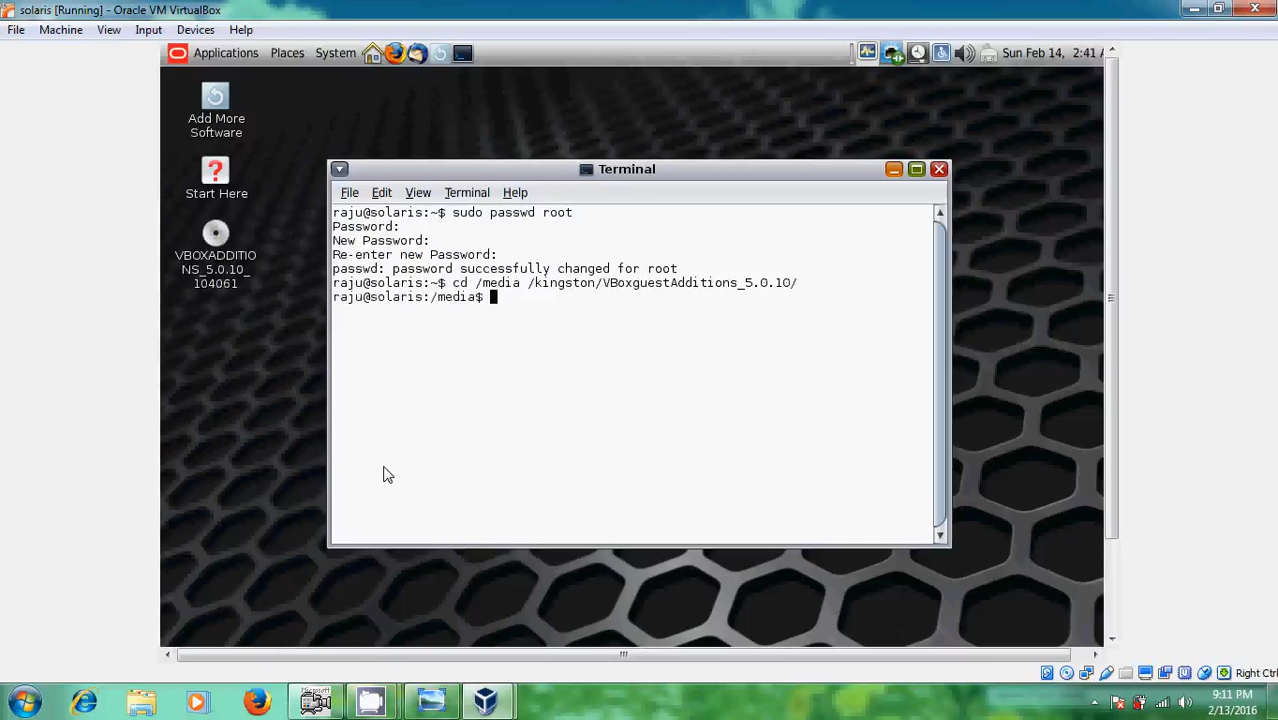 solaris [Running] - Oracle VM VirtualBox
File Machine View Input Devices Help
Applications Places System
Sun Feb 14, 2:41 A
Add More
Software
Start Here
VBOXADDITIO
NS_5.0.10_
104061
Terminal
File Edit View Terminal Help
raju@solaris:~$ sudo passwd root
Password:
New Password:
Re-enter new Password:
passwd: password successfully changed for root
raju@solaris:~$ cd /media /kingston/VBoxguestAdditions_5.0.10/
raju@solaris:/media$
Right Ctrl
Microsoft
9:11 PM
2/13/2016